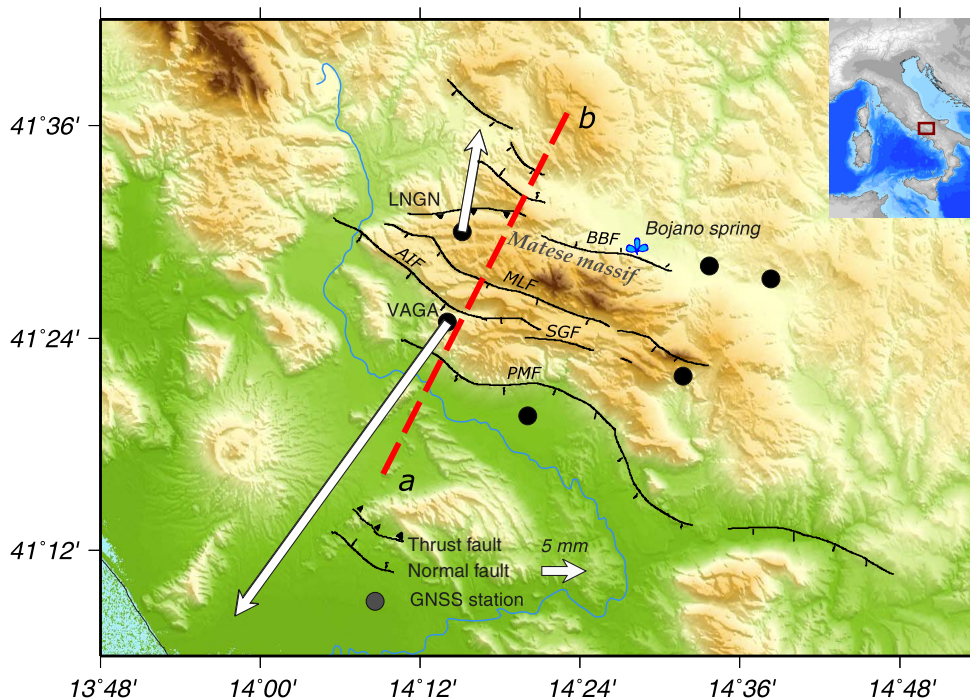 b
41°36'
LNGN
Bojano spring
BBF
Matese massif
AIF
MLF
VAGA
41°24'
SGF
PMF
a
41°12'
Thrust fault
5 mm
Normal fault
GNSS station
13°48'
14°00'
14°12'
14°24'
14°36'
14°48'